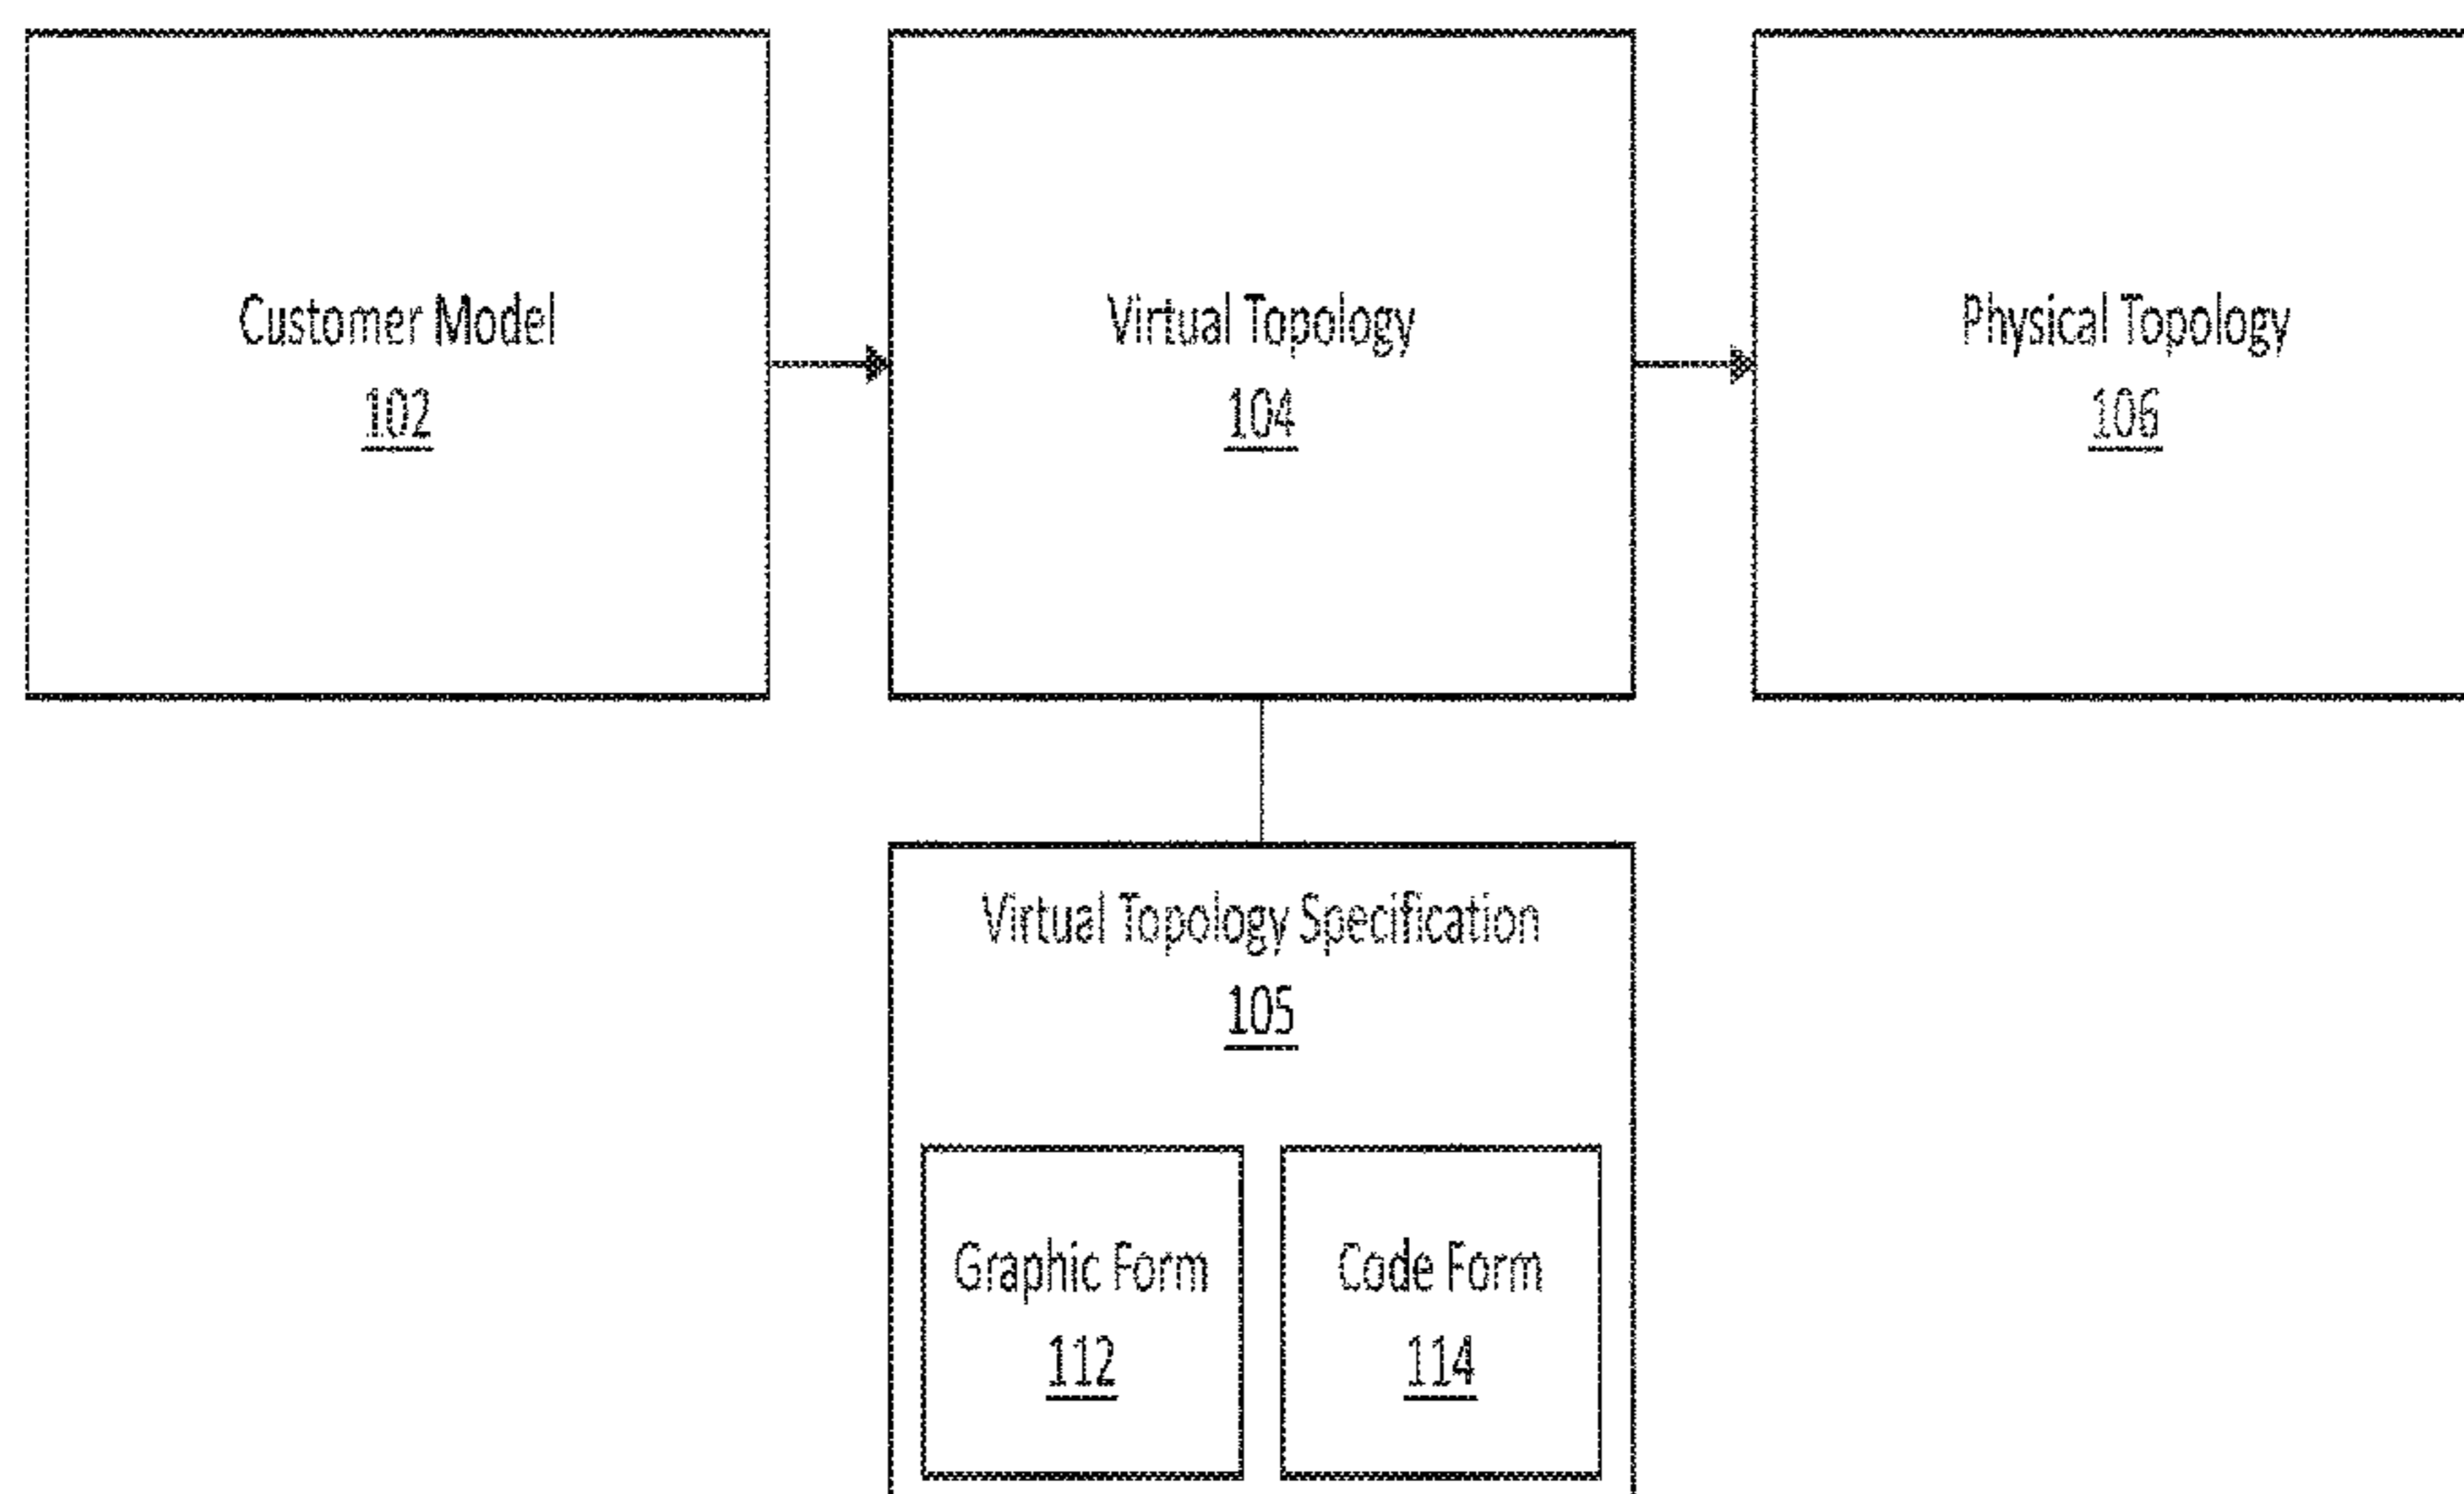 Customer Model
102
Virtual Topology
104
Physical Topology
106
Virtual Topology Specification
105
Graphic Form
112
Code Form
114